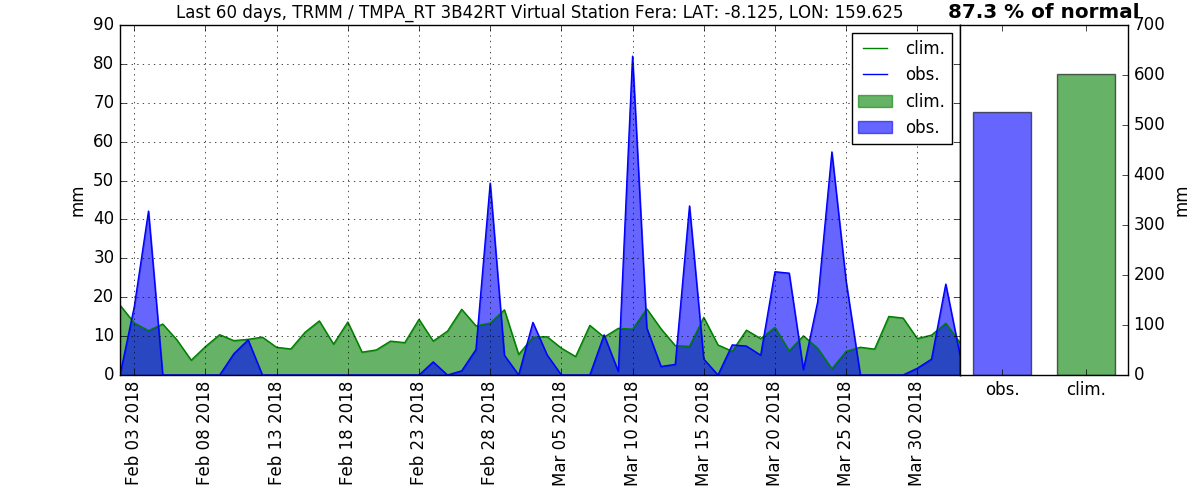 Last 60 days, TRMM / TMPA_RT 3B42RT Virtual Station Fera: LAT: -8.125, LON: 159.625
87.3 % of normal
90
80
70
60
50
40
30
20
10
0
mm
clim.
obs.
clim.
obs.
Feb 03 2018
Feb 08 2018
Feb 13 2018
Feb 18 2018
Feb 23 2018
Feb 28 2018
Mar 05 2018
Mar 10 2018
Mar 15 2018
Mar 20 2018
Mar 25 2018
Mar 30 2018
700
600
500
400
300
200
100
0
mm
obs.
clim.